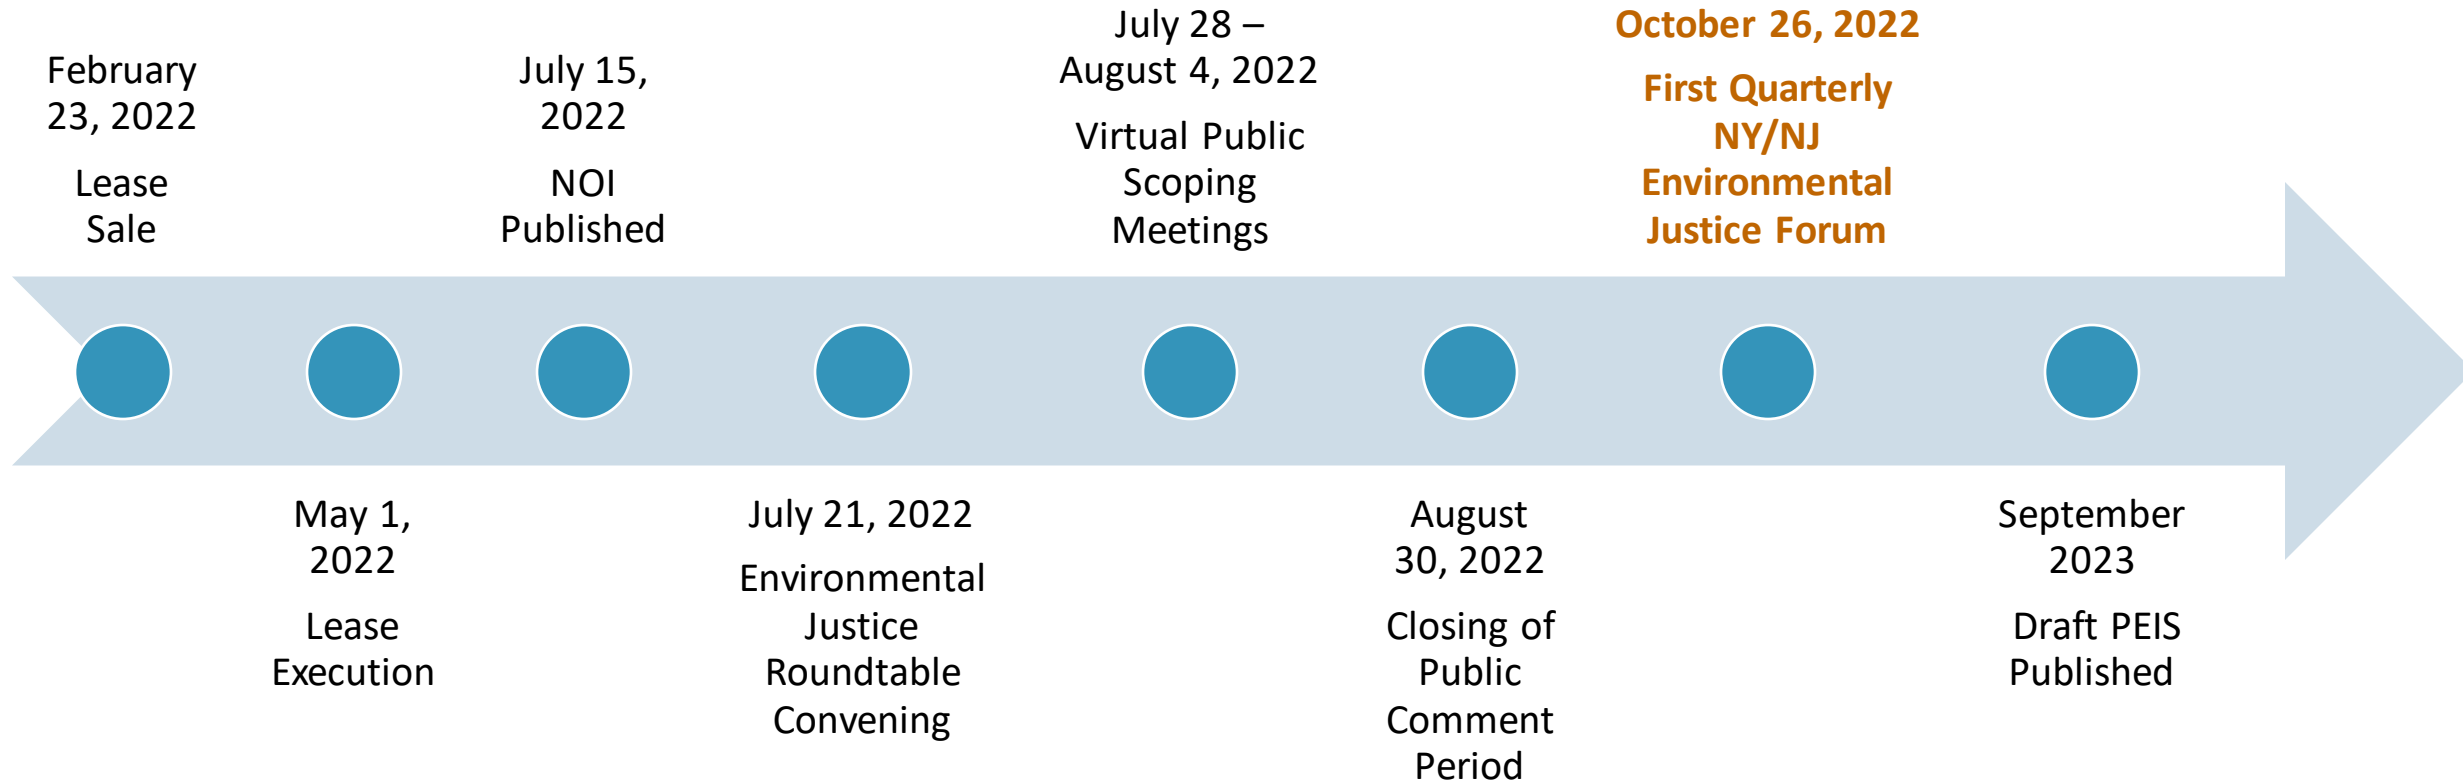 February
23, 2022
Lease
Sale
May 1,
2022
Lease
Execution
July 15,
2022
NOI
Published
July 21, 2022
Environmental
Justice
Roundtable
Convening
July 28 –
August 4, 2022
Virtual Public
Scoping
Meetings
August
30, 2022
Closing of
Public
Comment
Period
October 26, 2022
First Quarterly
NY/NJ
Environmental
Justice Forum
September
2023
Draft PEIS
Published